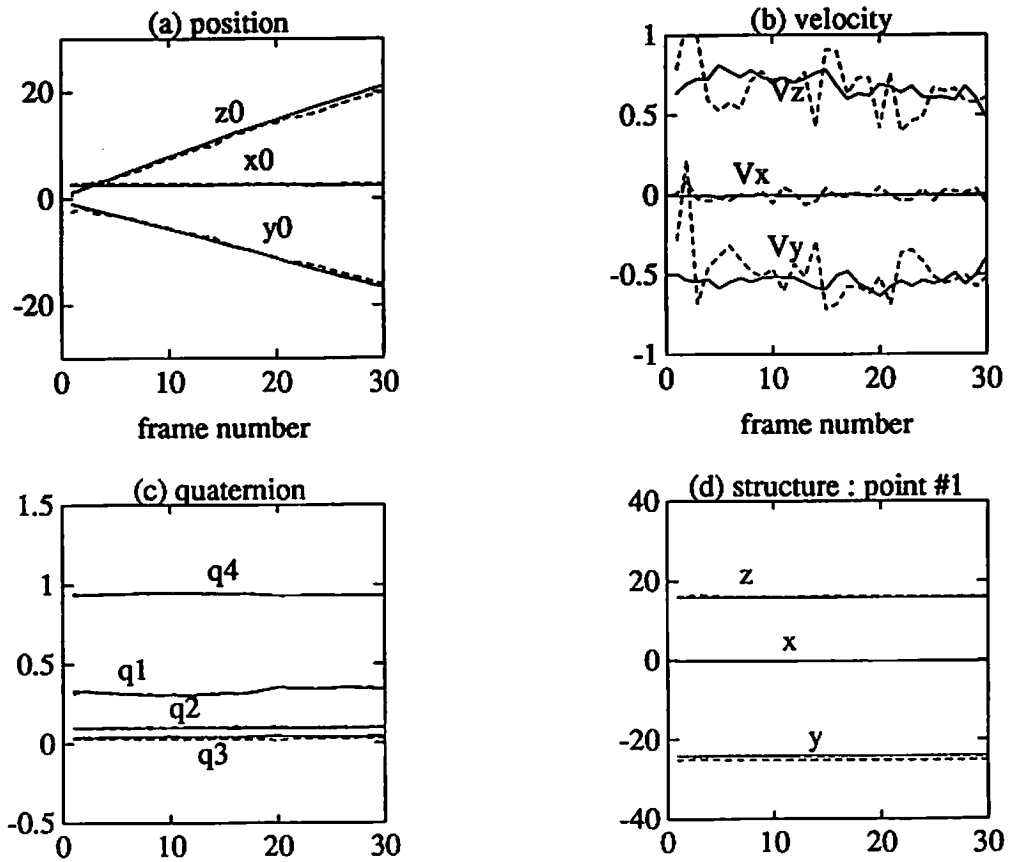 (a) position
20
0
-20
z0
x0
y0
0 10 20 30
frame number
(b) velocity
1
0.5
0
-0.5
-1
Vz
Vx
Vy
0 10 20 30
frame number
(c) quaternion
1.5
1
0.5
0
-0.5
q4
q1
q2
q3
0 10 20 30
(d) structure : point #1
40
20
0
-20
-40
z
x
y
0 10 20 30